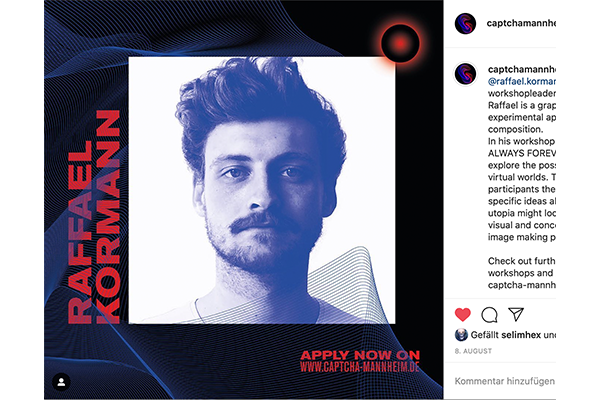 RAFFAEL
KORMANN
APPLY NOW ON
WWW.CAPTCHA-MANNHEIM.DE
captchamannhe
captchamannhe
@raffael.korman
workshopleader
Raffael is a grap
experimental ap
composition.
In his workshop
ALWAYS FOREV
explore the poss
virtual worlds. T
participants the
specific ideas al
utopia might loo
visual and conce
image making p
Check out furth
workshops and
captcha-mannh
Gefällt selimhex und
8. AUGUST
Kommentar hinzufügen